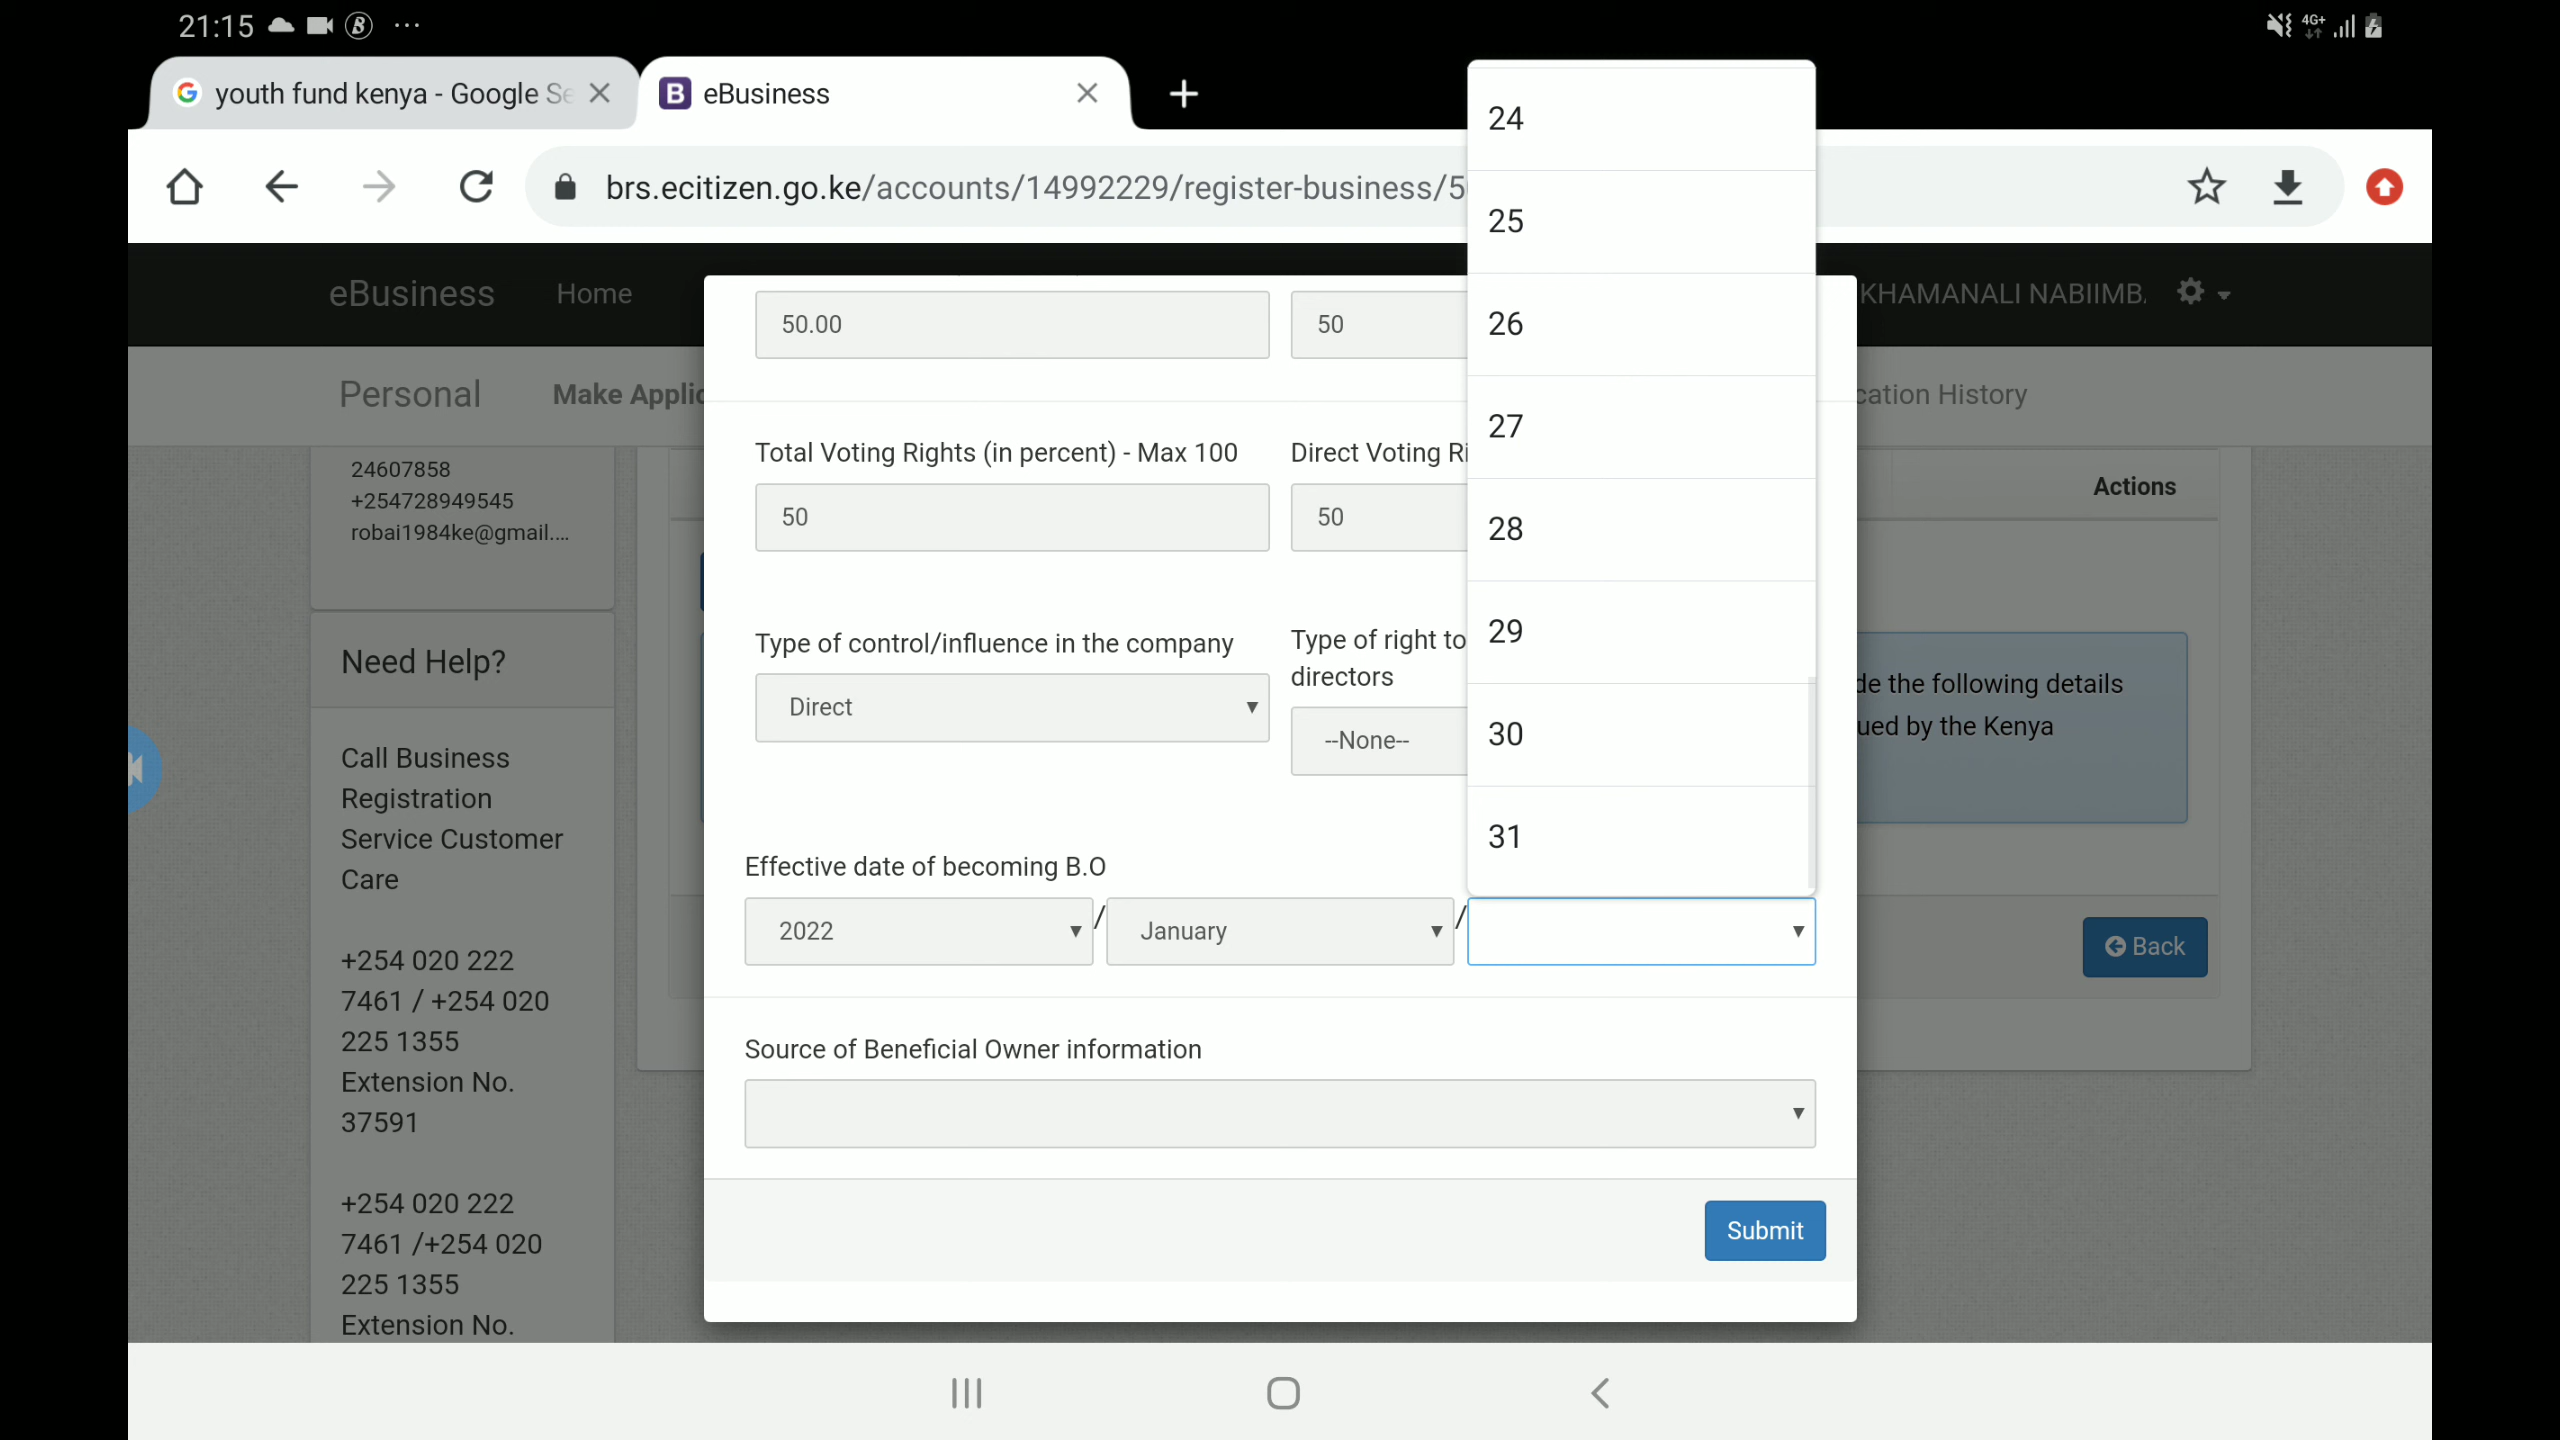 21:15
4G+
youth fund kenya - Google Se
eBusiness
brs.ecitizen.go.ke/accounts/14992229/register-business/5
eBusiness
Home
KHAMANALI NABIIMB
Personal
Make Applic
cation History
24607858
+254728949545
robai1984ke@gmail....
Need Help?
Call Business
Registration
Service Customer
Care
+254 020 222
7461 / +254 020
225 1355
Extension No.
37591
+254 020 222
7461 /+254 020
225 1355
Extension No.
50.00
50
Total Voting Rights (in percent) - Max 100
Direct Voting Ri
50
50
Type of control/influence in the company
Type of right to
directors
Direct
--None--
Effective date of becoming B.O
2022
/
January
/
24
25
26
27
28
29
30
31
Source of Beneficial Owner information
Submit
Actions
de the following details
ued by the Kenya
Back